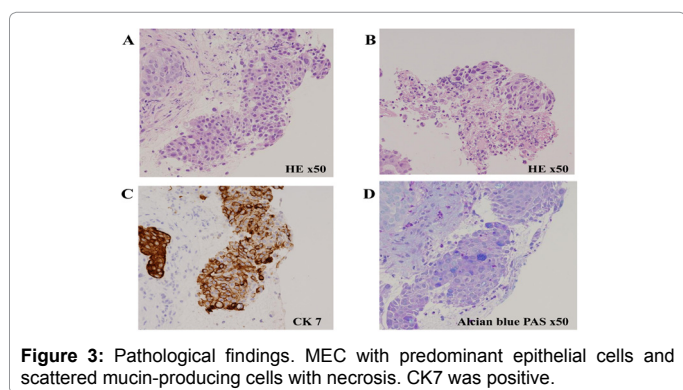 A
B
HE x50
HE x50
C
D
CK 7
Alcian blue PAS x50
Figure 3: Pathological findings. MEC with predominant epithelial cells and
scattered mucin-producing cells with necrosis. CK7 was positive.